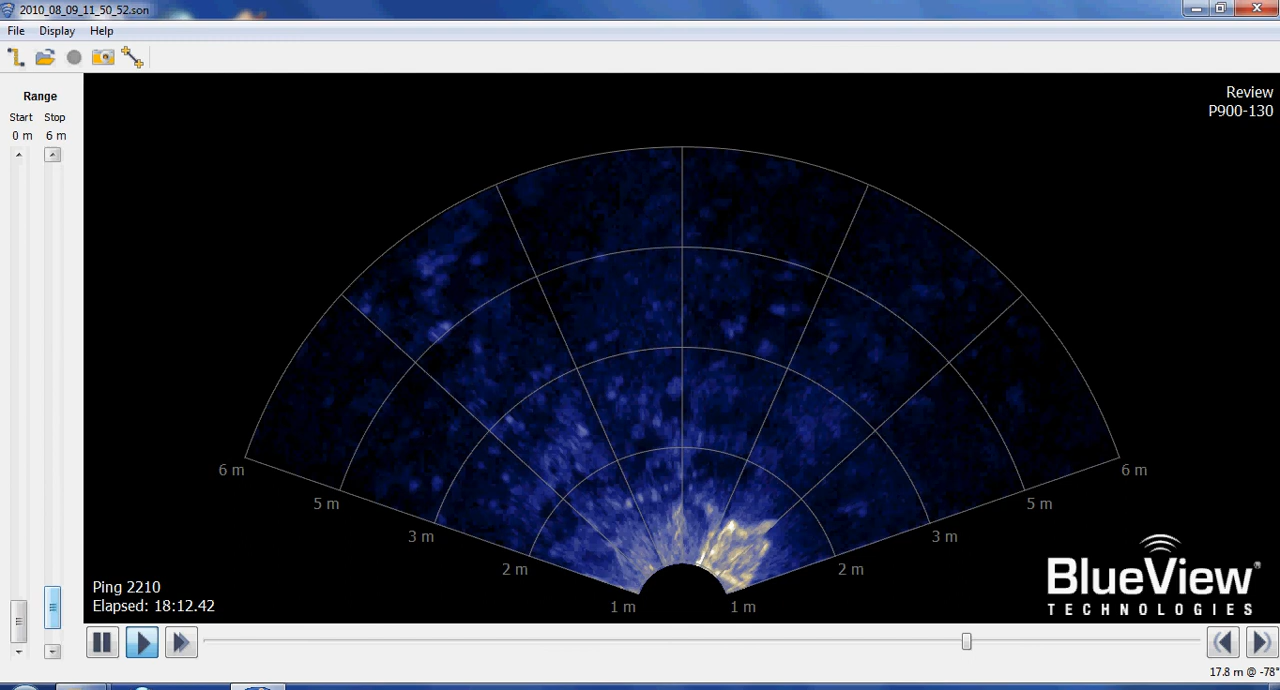 2010_08_09_11_50_52.son
File Display Help
Range
Start Stop
0 m 6 m
Review
P900-130
6 m 6 m
5 m 5 m
3 m 3 m
2 m 2 m
1 m 1 m
Ping 2210
Elapsed: 18:12.42
BlueView®
TECHNOLOGIES
17.8 m @ -78°